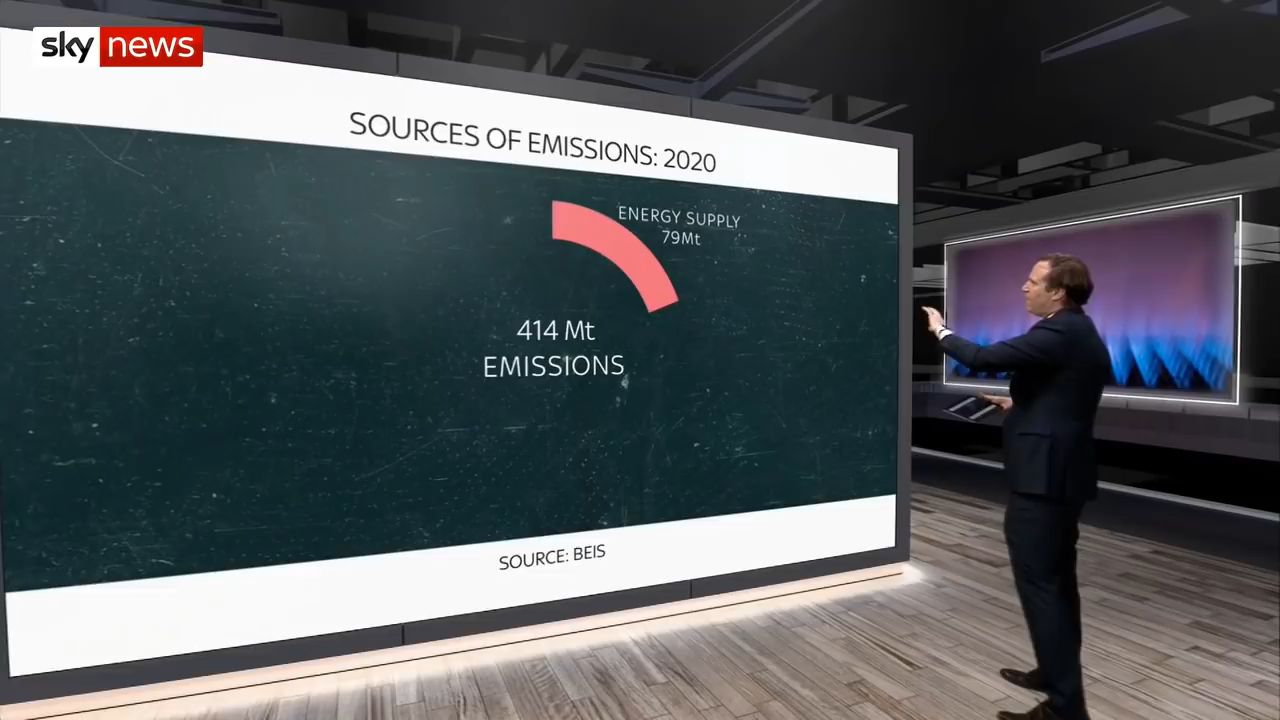 sky news
SOURCES OF EMISSIONS: 2020
ENERGY SUPPLY
79Mt
414 Mt
EMISSIONS
SOURCE: BEIS